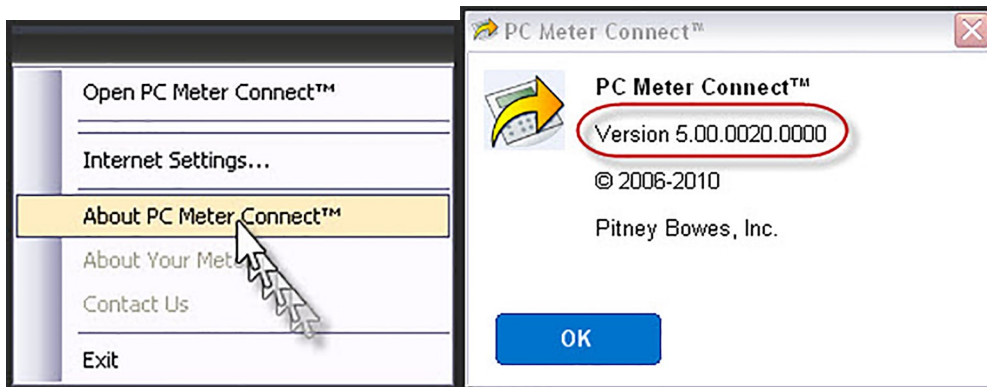 Open PC Meter Connect™
Internet Settings...
About PC Meter Connect™
About Your Met
Contact Us
Exit
PC Meter Connect™
PC Meter Connect™
Version 5.00.0020.0000
© 2006-2010
Pitney Bowes, Inc.
OK